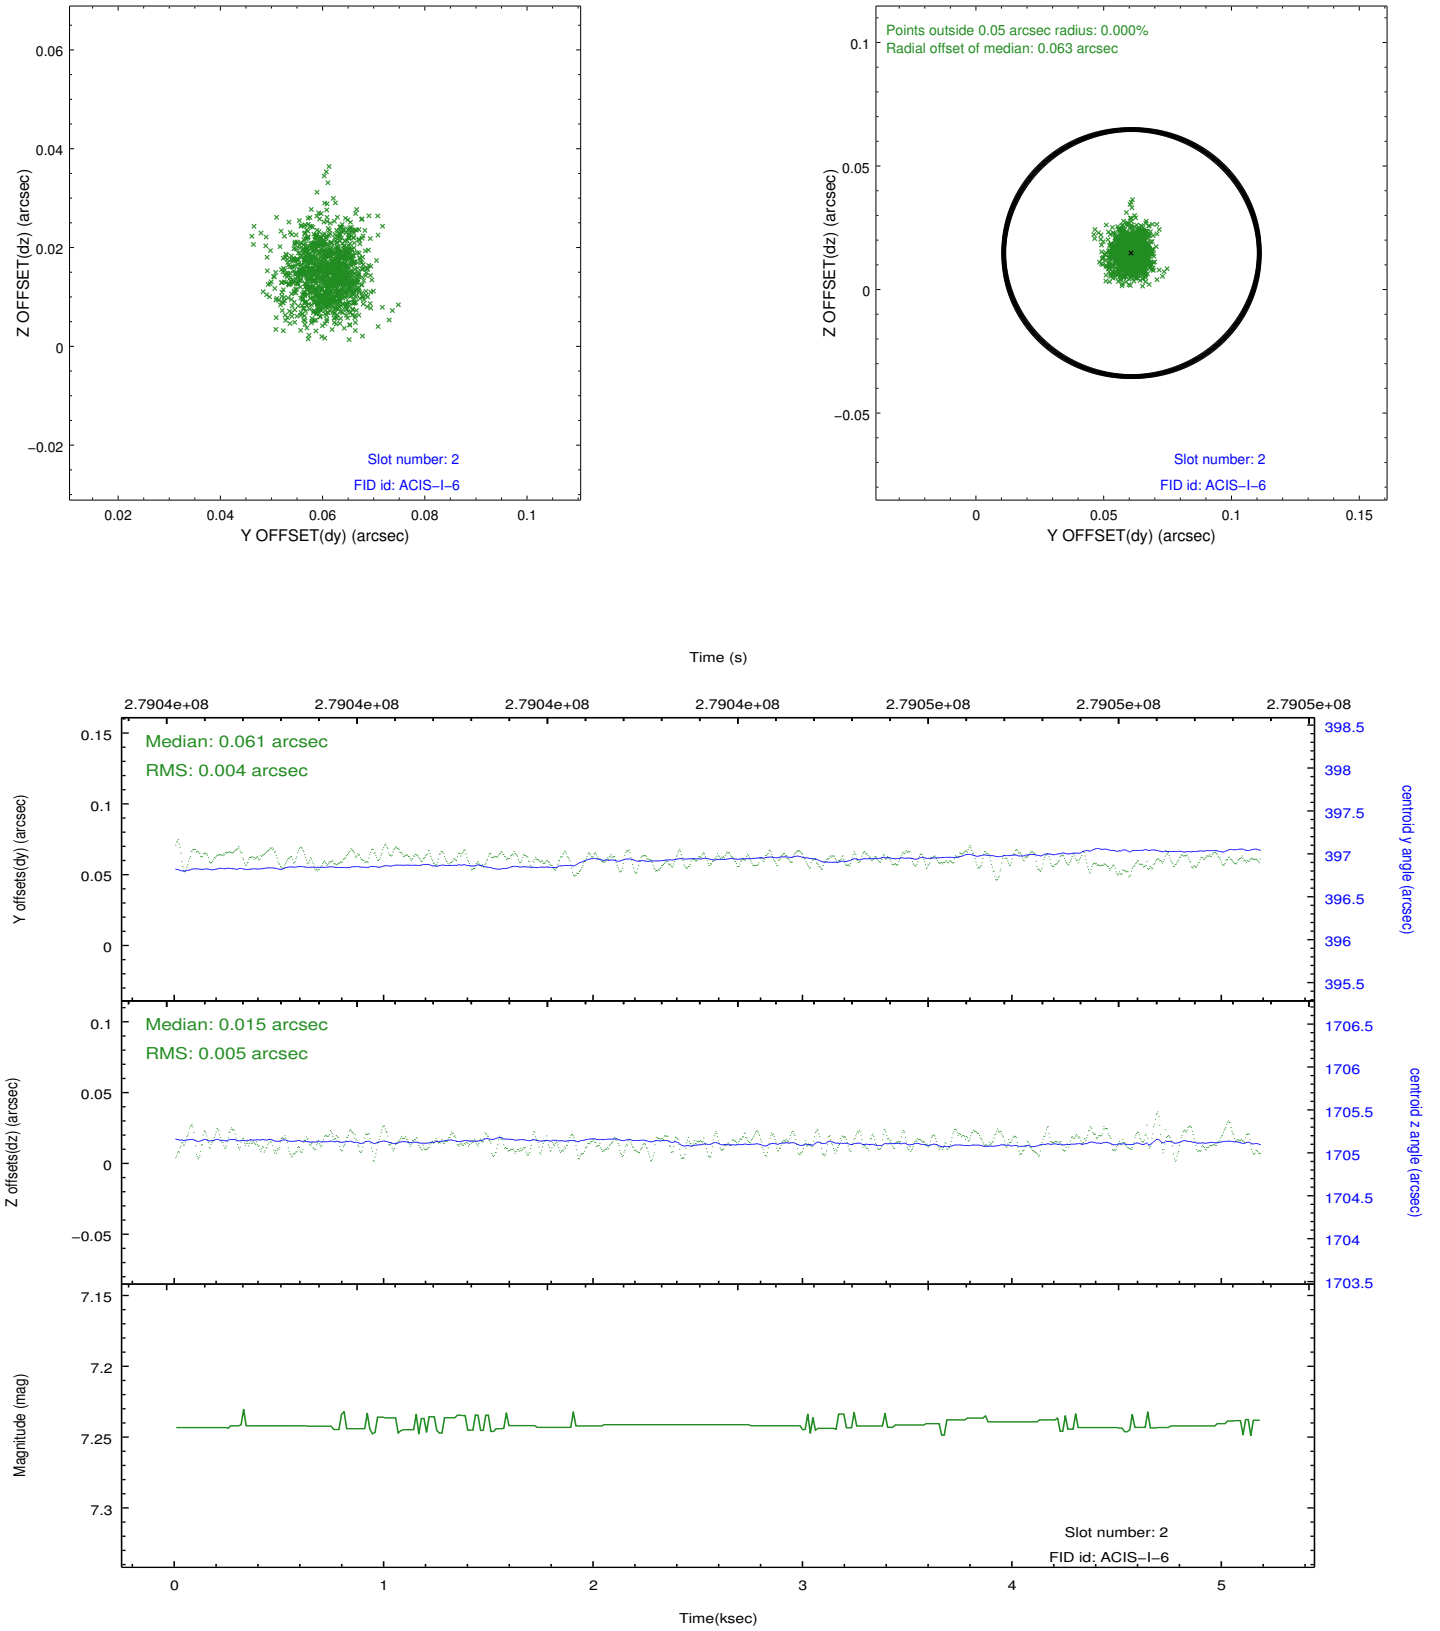 0.06
0.04
0.02
0
−0.02
Z OFFSET(dz) (arcsec)
Slot number: 2
FID id: ACIS−I−6
0.02 0.04 0.06 0.08 0.1
Y OFFSET(dy) (arcsec)
Points outside 0.05 arcsec radius: 0.000%
Radial offset of median: 0.063 arcsec
0.1
0.05
0
−0.05
Z OFFSET(dz) (arcsec)
Slot number: 2
FID id: ACIS−I−6
0 0.05 0.1 0.15
Y OFFSET(dy) (arcsec)
Time (s)
2.7904e+08 2.7904e+08 2.7904e+08 2.7904e+08 2.7905e+08 2.7905e+08 2.7905e+08
Median: 0.061 arcsec
RMS: 0.004 arcsec
0.15
0.1
0.05
0
Y offsets(dy) (arcsec)
398.5
398
397.5
397
396.5
396
395.5
centroid y angle (arcsec)
Median: 0.015 arcsec
RMS: 0.005 arcsec
0.1
0.05
0
−0.05
Z offsets(dz) (arcsec)
1706.5
1706
1705.5
1705
1704.5
1704
1703.5
centroid z angle (arcsec)
7.15
7.2
7.25
7.3
Magnitude (mag)
Slot number: 2
FID id: ACIS−I−6
0 1 2 3 4 5
Time(ksec)